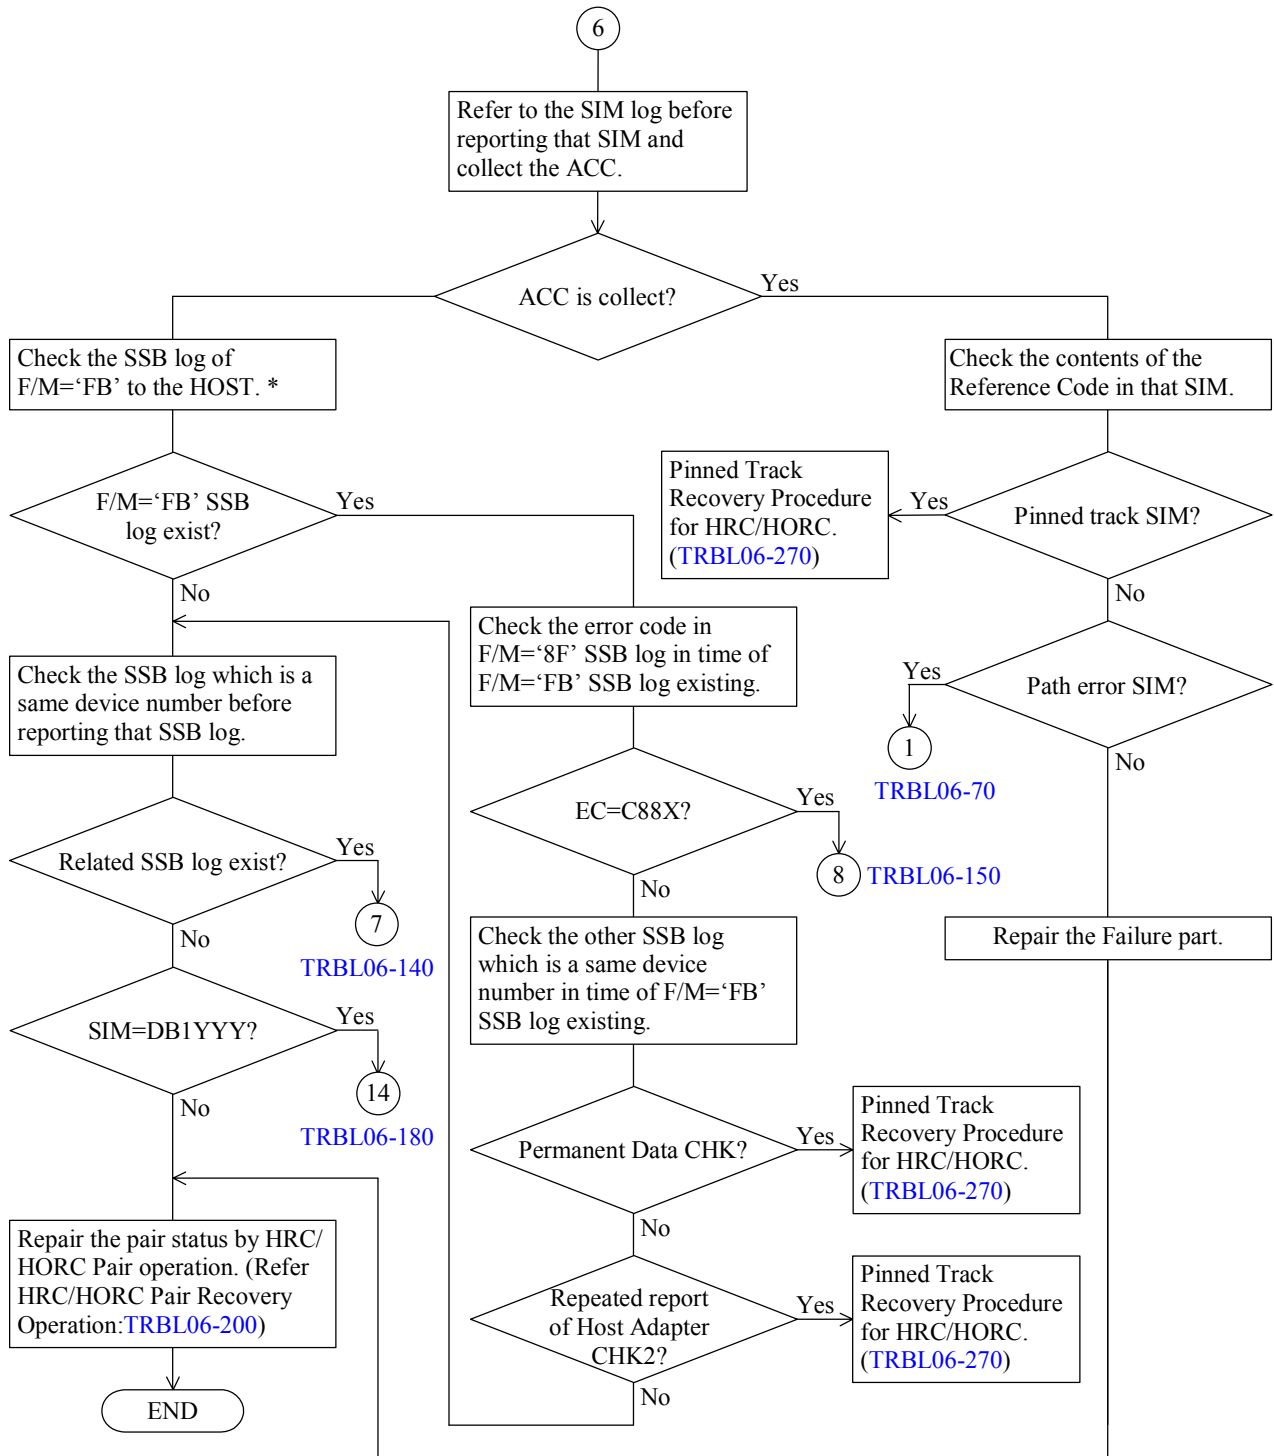 6
Refer to the SIM log before
reporting that SIM and
collect the ACC.
ACC is collect?
Yes
Check the SSB log of
F/M=‘FB’ to the HOST. *
Check the contents of the
Reference Code in that SIM.
F/M=‘FB’ SSB
log exist?
Yes
No
Pinned Track
Recovery Procedure
for HRC/HORC.
(TRBL06-270)
Yes
Pinned track SIM?
No
Check the SSB log which is a
same device number before
reporting that SSB log.
Check the error code in
F/M=‘8F’ SSB log in time of
F/M=‘FB’ SSB log existing.
Yes
Path error SIM?
No
1
TRBL06-70
Related SSB log exist?
Yes
No
7
TRBL06-140
EC=C88X?
Yes
No
8
TRBL06-150
Check the other SSB log
which is a same device
number in time of F/M=‘FB’
SSB log existing.
Repair the Failure part.
SIM=DB1YYY?
Yes
No
14
TRBL06-180
Permanent Data CHK?
Yes
No
Pinned Track
Recovery Procedure
for HRC/HORC.
(TRBL06-270)
Repair the pair status by HRC/
HORC Pair operation. (Refer
HRC/HORC Pair Recovery
Operation:TRBL06-200)
Repeated report
of Host Adapter
CHK2?
Yes
No
Pinned Track
Recovery Procedure
for HRC/HORC.
(TRBL06-270)
END